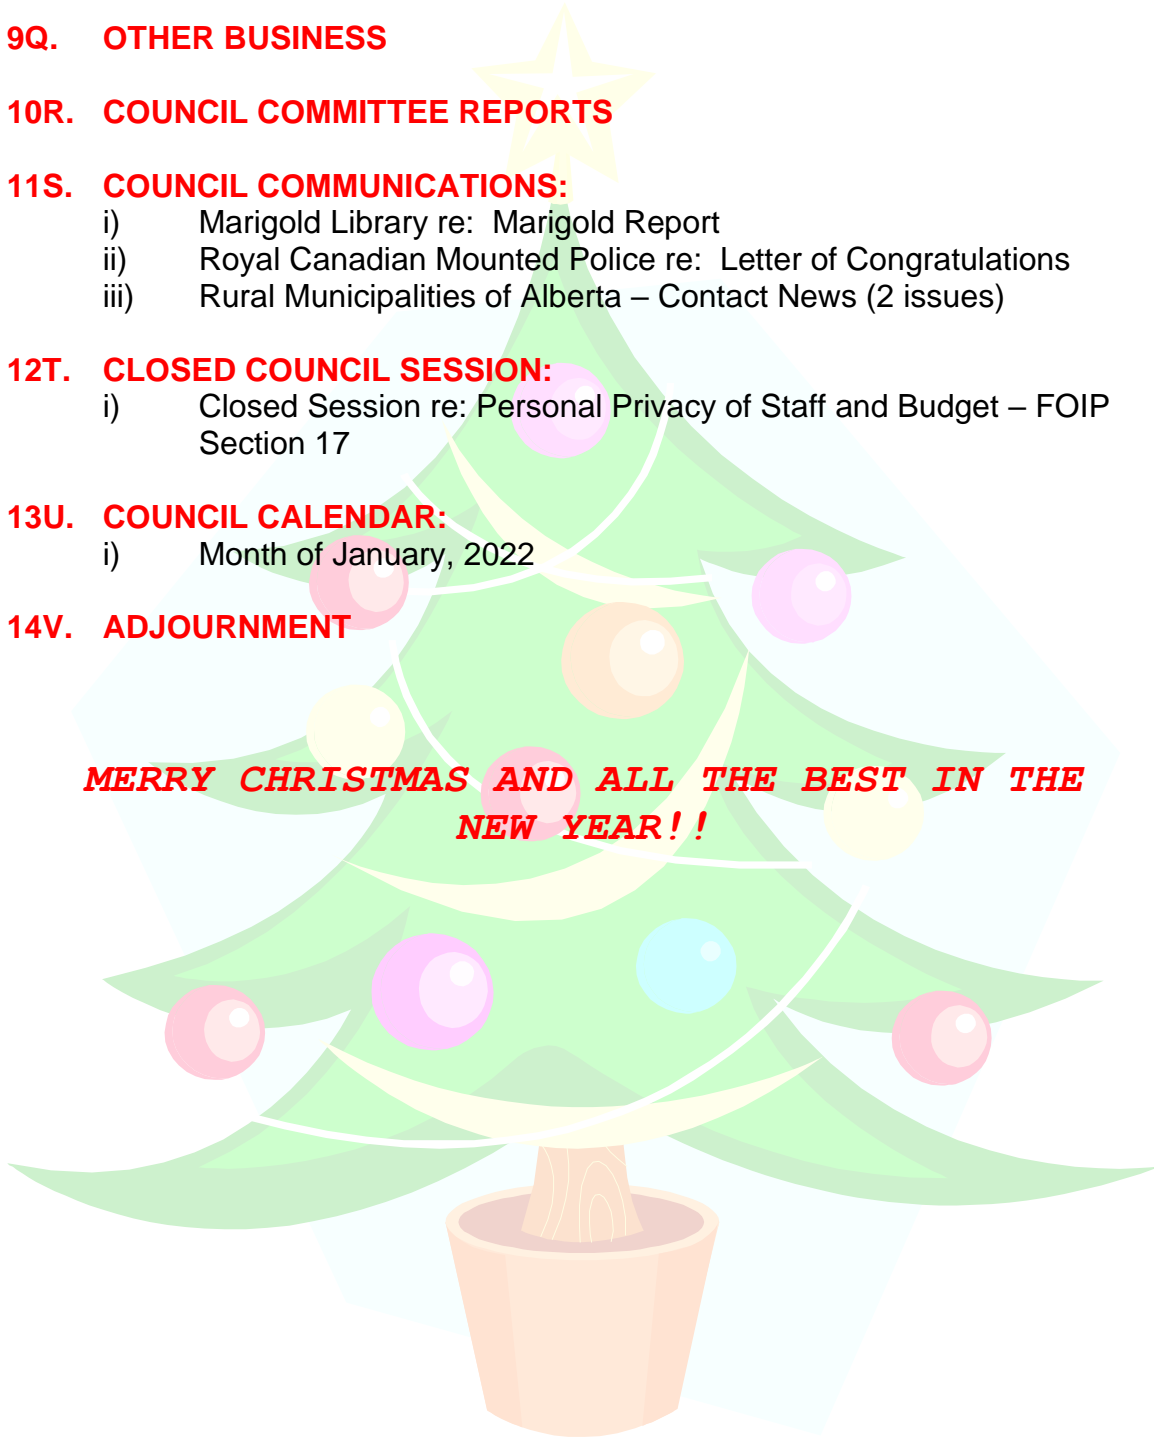 9Q. OTHER BUSINESS
10R. COUNCIL COMMITTEE REPORTS
11S. COUNCIL COMMUNICATIONS:
i) Marigold Library re: Marigold Report
ii) Royal Canadian Mounted Police re: Letter of Congratulations
iii) Rural Municipalities of Alberta – Contact News (2 issues)
12T. CLOSED COUNCIL SESSION:
i) Closed Session re: Personal Privacy of Staff and Budget – FOIP
Section 17
13U. COUNCIL CALENDAR:
i) Month of January, 2022
14V. ADJOURNMENT
MERRY CHRISTMAS AND ALL THE BEST IN THE
NEW YEAR!!